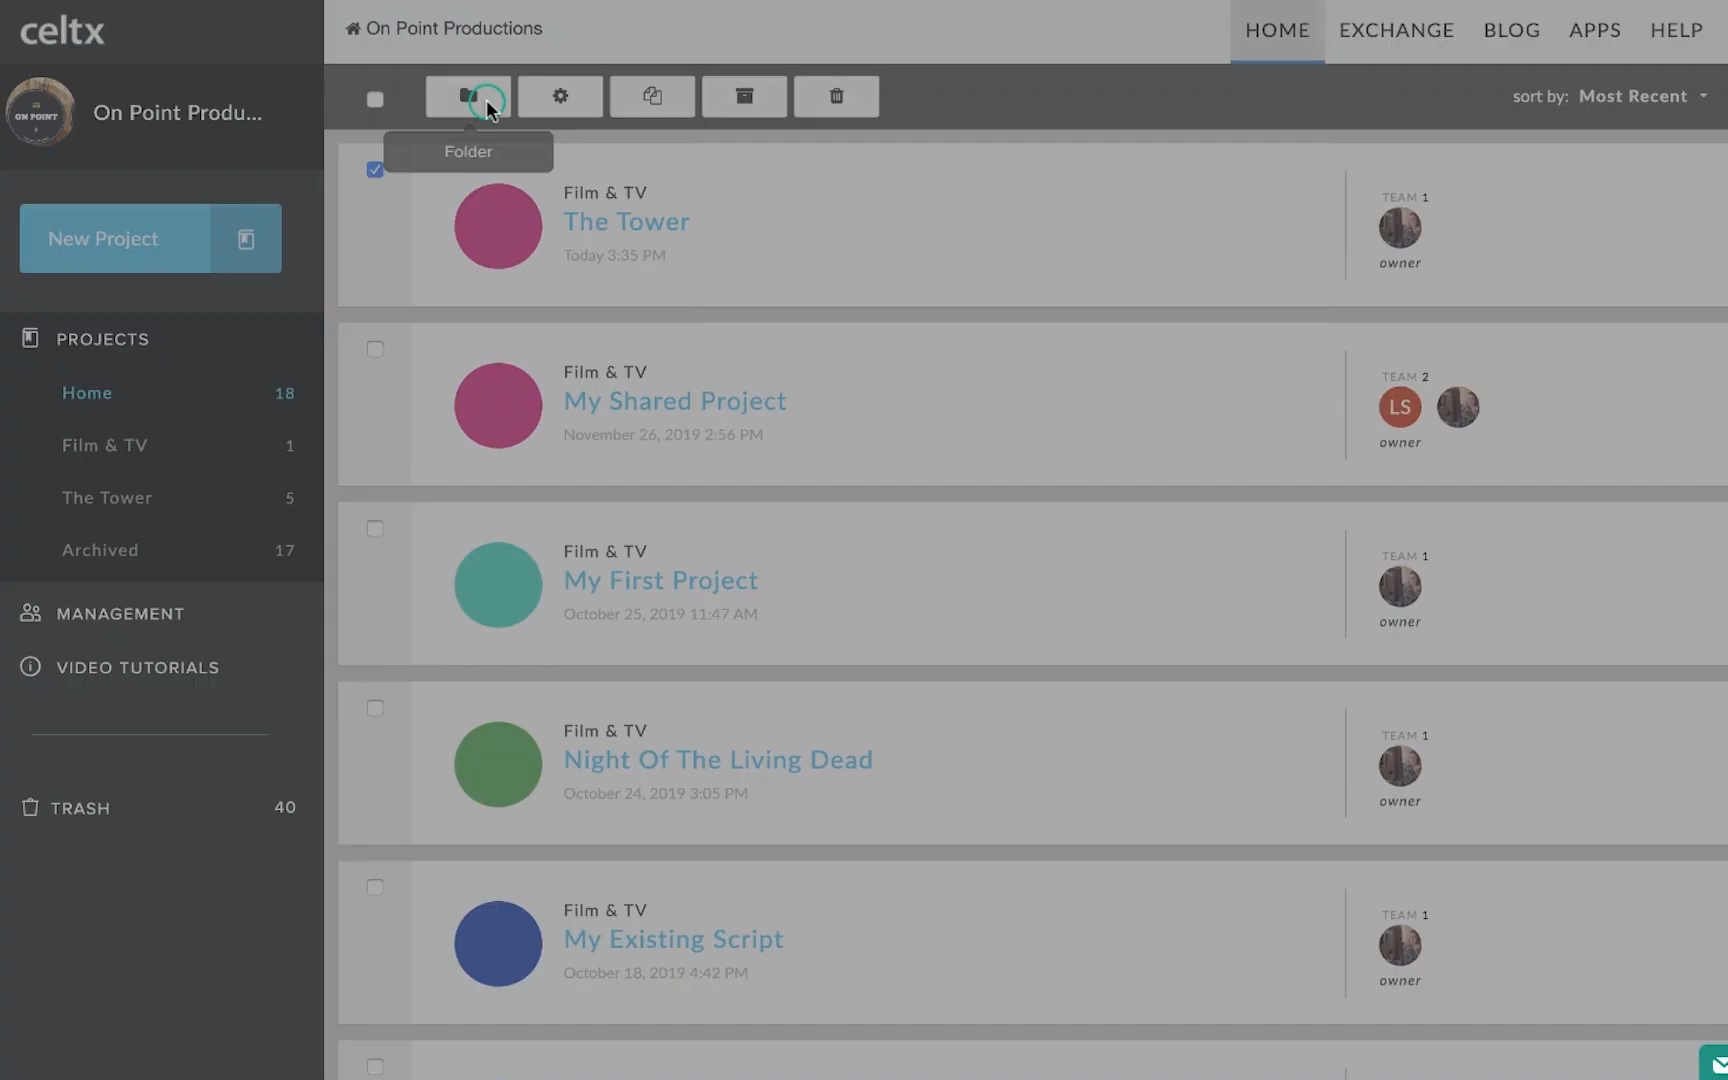 celtx
On Point Productions
HOME EXCHANGE BLOG APPS HELP
ON POINT
On Point Produ...
sort by: Most Recent
Folder
New Project
PROJECTS
Home 18
Film & TV 1
The Tower 5
Archived 17
MANAGEMENT
VIDEO TUTORIALS
TRASH 40
Film & TV
The Tower
Today 3:35 PM
TEAM 1
owner
Film & TV
My Shared Project
November 26, 2019 2:56 PM
TEAM 2
LS
owner
Film & TV
My First Project
October 25, 2019 11:47 AM
TEAM 1
owner
Film & TV
Night Of The Living Dead
October 24, 2019 3:05 PM
TEAM 1
owner
Film & TV
My Existing Script
October 18, 2019 4:42 PM
TEAM 1
owner